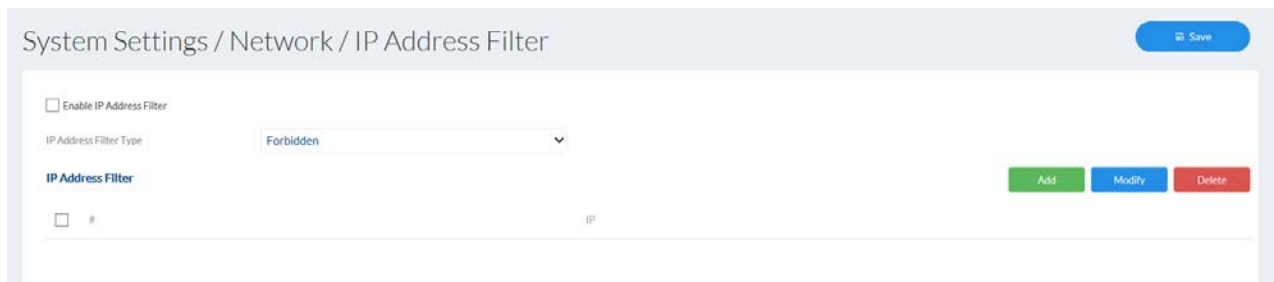 System Settings / Network / IP Address Filter
Save
Enable IP Address Filter
IP Address Filter Type
Forbidden
IP Address Filter
Add
Modify
Delete
#
IP